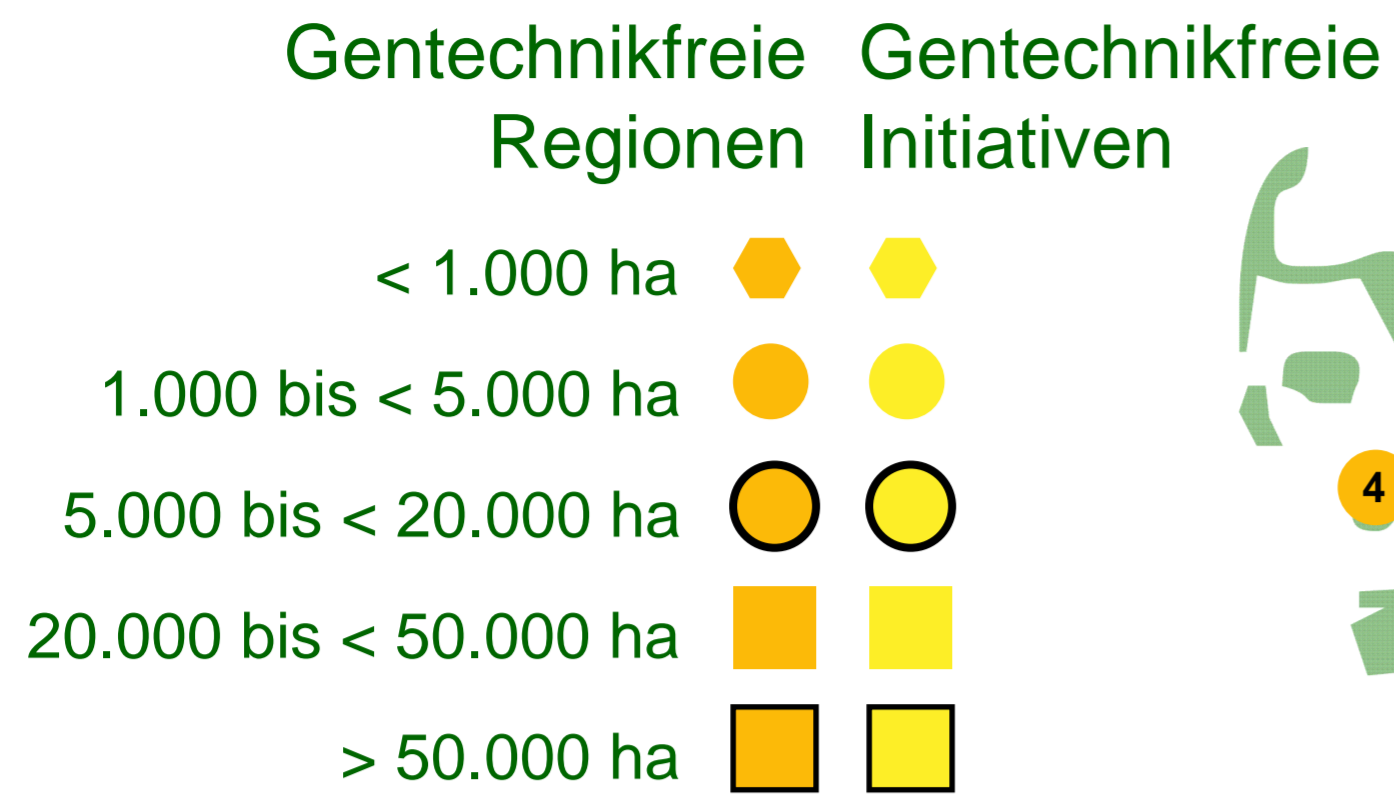 Gentechnikfreie Gentechnikfreie
Regionen Initiativen
< 1.000 ha
1.000 bis < 5.000 ha
4
5.000 bis < 20.000 ha
20.000 bis < 50.000 ha
> 50.000 ha